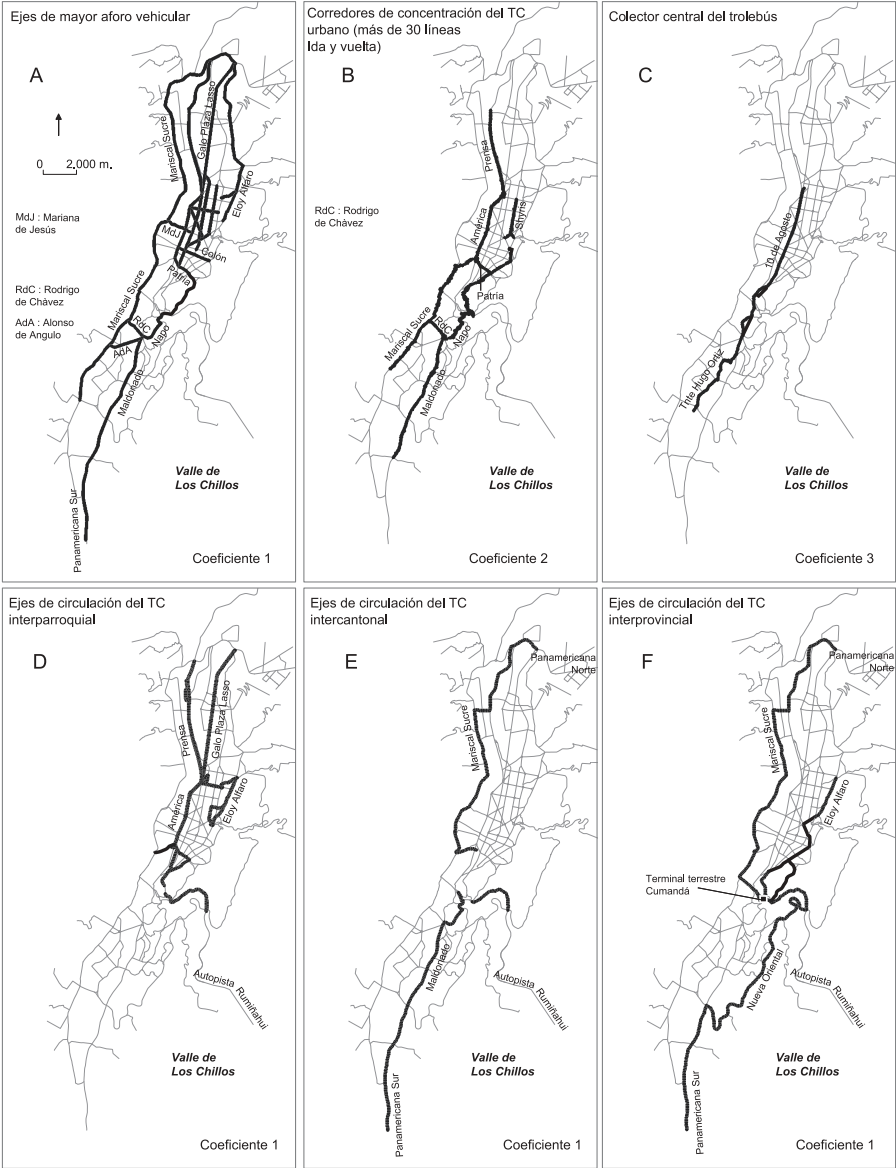 Ejes de mayor aforo vehicular
A
0 2,000 m.
MdJ : Mariana
de Jesús
RdC : Rodrigo
de Chávez
AdA : Alonso
de Angulo
Mariscal Sucre
Galo Plaza Lasso
Eloy Alfaro
MdJ
Colón
Patria
Mariscal Sucre
RdC
Napo
AdA
Maldonado
Panamericana Sur
Valle de
Los Chillos
Coeficiente 1
Corredores de concentración del TC
urbano (más de 30 líneas
Ida y vuelta)
B
RdC : Rodrigo
de Chávez
Prensa
América
Shyris
Patria
Mariscal Sucre
RdC
Napo
Maldonado
Valle de
Los Chillos
Coeficiente 2
Colector central del trolebús
C
10 de Agosto
Tnte Hugo Ortiz
Valle de
Los Chillos
Coeficiente 3
Ejes de circulación del TC
interparroquial
D
Prensa
Galo Plaza Lasso
América
Eloy Alfaro
Autopista Rumiñahui
Valle de
Los Chillos
Coeficiente 1
Ejes de circulación del TC
intercantonal
E
Panamericana
Norte
Mariscal Sucre
Maldonado
Autopista Rumiñahui
Panamericana Sur
Valle de
Los Chillos
Coeficiente 1
Ejes de circulación del TC
interprovincial
F
Panamericana
Norte
Mariscal Sucre
Eloy Alfaro
Terminal terrestre
Cumandá
Nueva Oriental
Autopista Rumiñahui
Panamericana Sur
Valle de
Los Chillos
Coeficiente 1